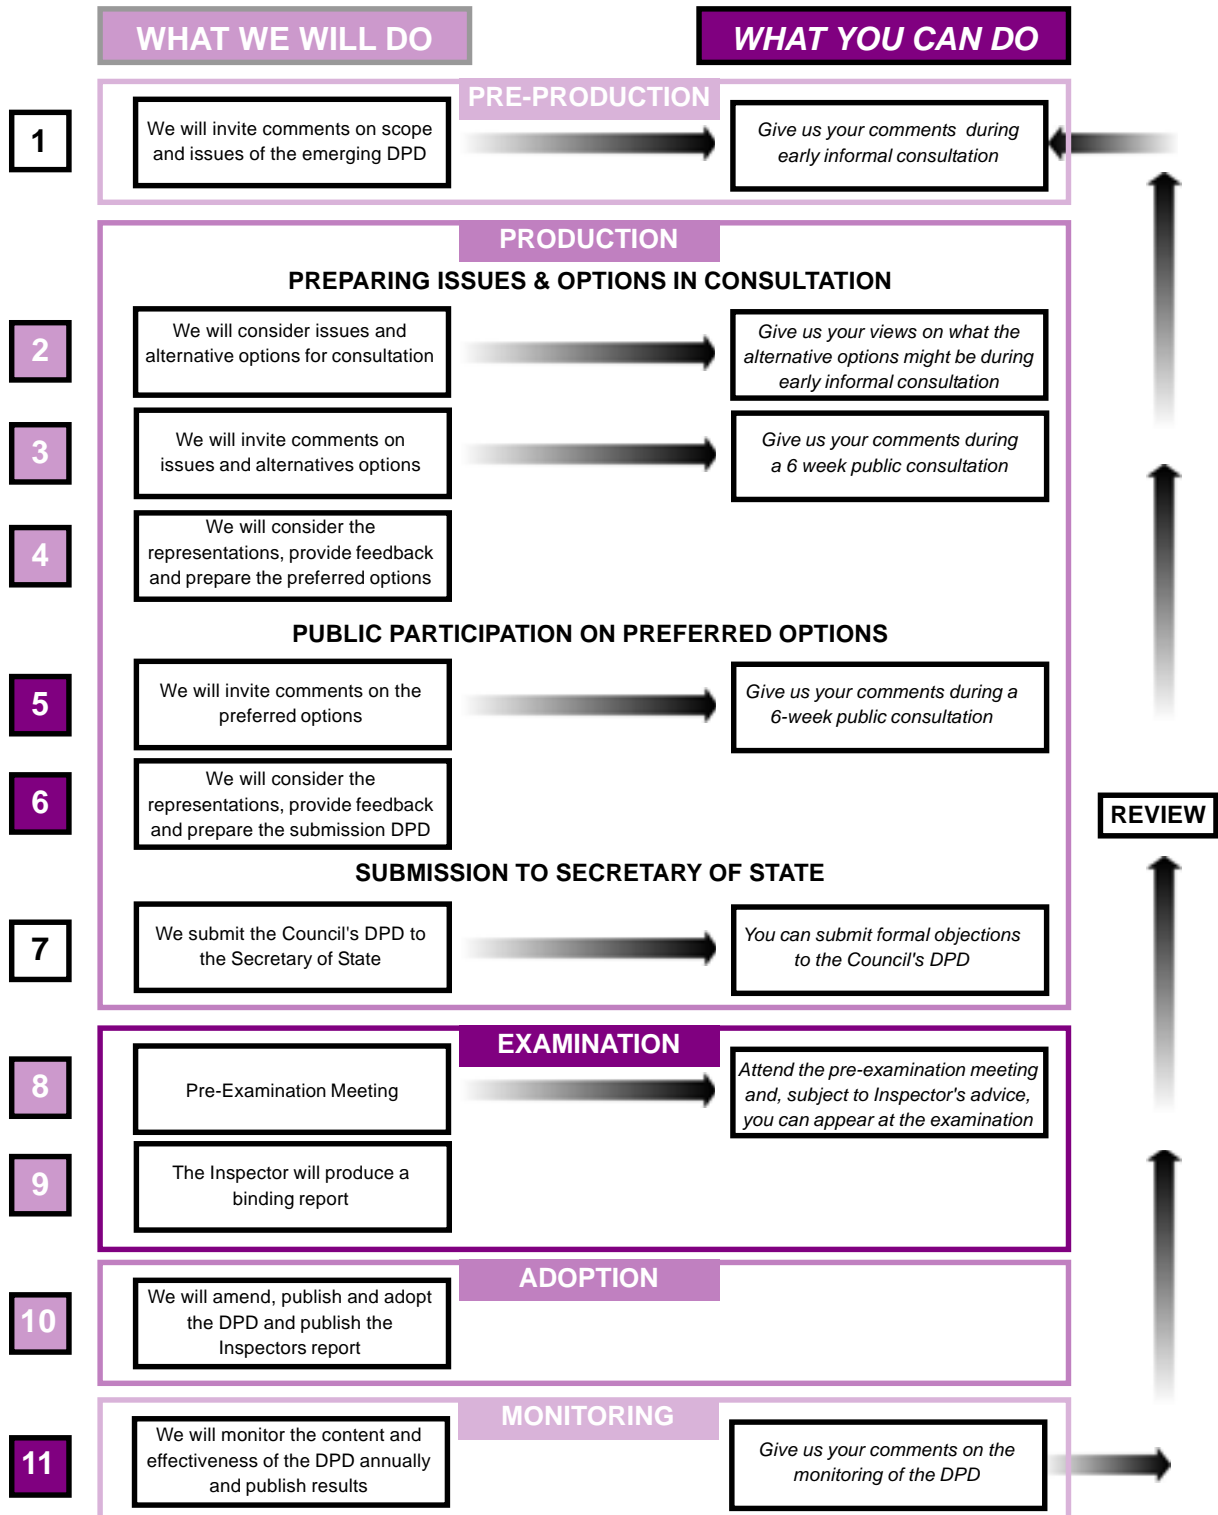 WHAT WE WILL DO
WHAT YOU CAN DO
PRE-PRODUCTION
1
We will invite comments on scope
and issues of the emerging DPD
Give us your comments during
early informal consultation
PRODUCTION
PREPARING ISSUES & OPTIONS IN CONSULTATION
2
We will consider issues and
alternative options for consultation
Give us your views on what the
alternative options might be during
early informal consultation
3
We will invite comments on
issues and alternatives options
Give us your comments during
a 6 week public consultation
4
We will consider the
representations, provide feedback
and prepare the preferred options
PUBLIC PARTICIPATION ON PREFERRED OPTIONS
5
We will invite comments on the
preferred options
Give us your comments during a
6-week public consultation
6
We will consider the
representations, provide feedback
and prepare the submission DPD
REVIEW
SUBMISSION TO SECRETARY OF STATE
7
We submit the Council's DPD to
the Secretary of State
You can submit formal objections
to the Council's DPD
EXAMINATION
8
Pre-Examination Meeting
Attend the pre-examination meeting
and, subject to Inspector's advice,
you can appear at the examination
9
The Inspector will produce a
binding report
ADOPTION
10
We will amend, publish and adopt
the DPD and publish the
Inspectors report
MONITORING
11
We will monitor the content and
effectiveness of the DPD annually
and publish results
Give us your comments on the
monitoring of the DPD